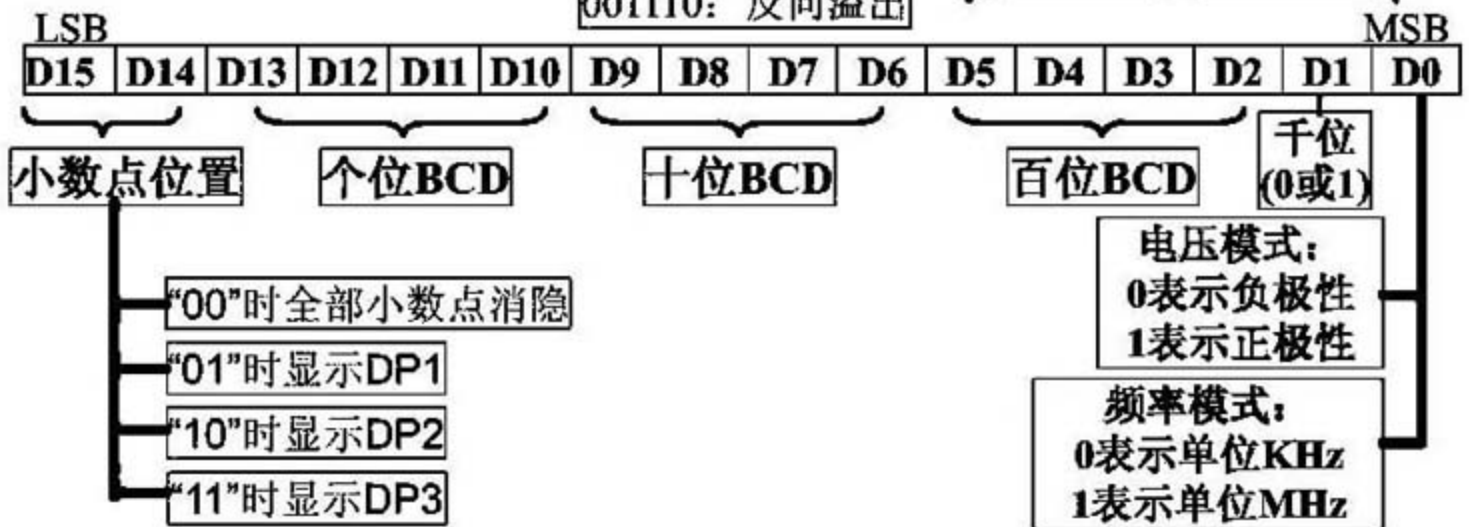 001110: 反向溢出
LSB MSB
D15 D14 D13 D12 D11 D10 D9 D8 D7 D6 D5 D4 D3 D2 D1 D0
小数点位置 个位BCD 十位BCD 百位BCD
千位
(0或1)
电压模式:
0表示负极性
1表示正极性
“00”时全部小数点消隐
“01”时显示DP1
“10”时显示DP2
“11”时显示DP3
频率模式:
0表示单位KHz
1表示单位MHz